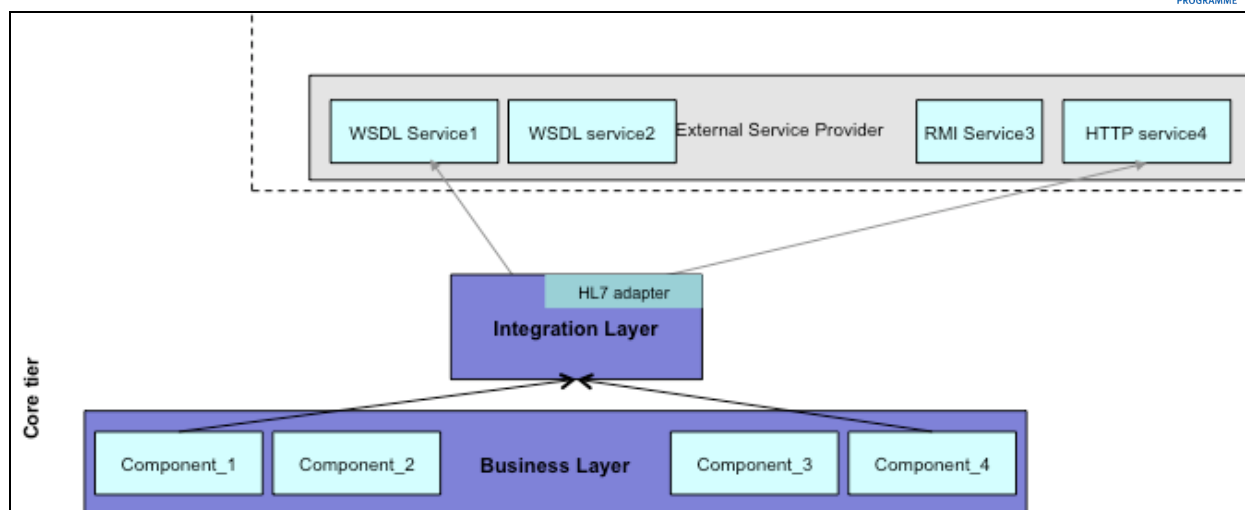 PROGRAMME
WSDL Service1
WSDL service2
External Service Provider
RMI Service3
HTTP service4
HL7 adapter
Integration Layer
Core tier
Component_1
Component_2
Business Layer
Component_3
Component_4